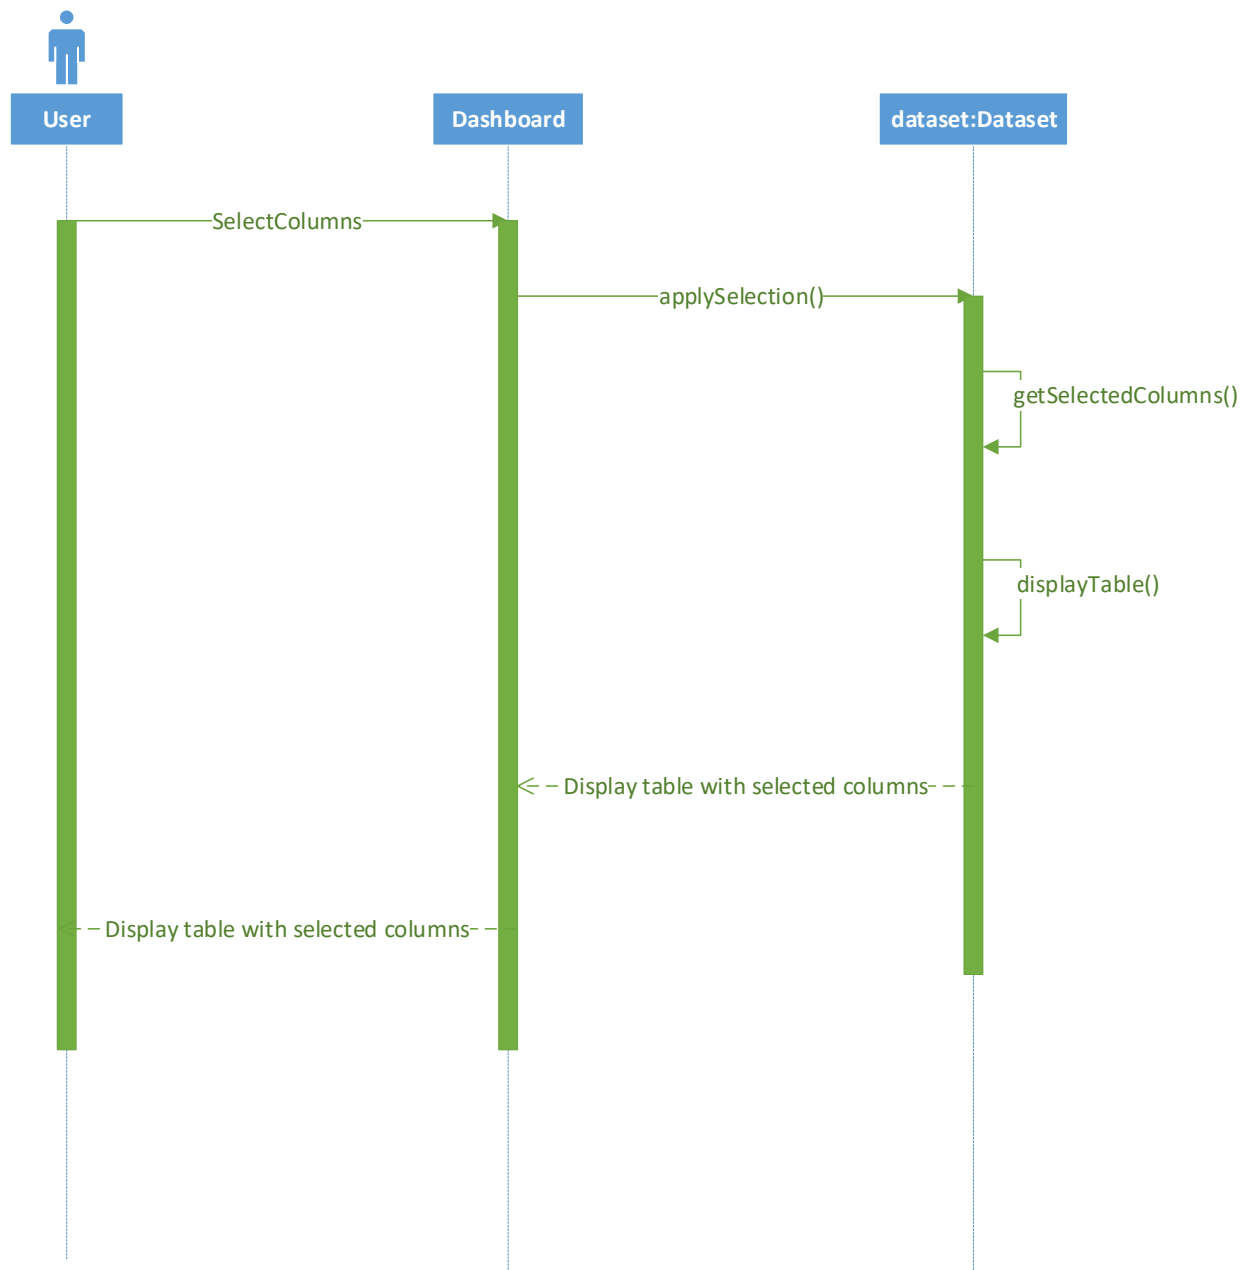 User
Dashboard
dataset:Dataset
SelectColumns
applySelection()
getSelectedColumns()
displayTable()
Display table with selected columns
Display table with selected columns